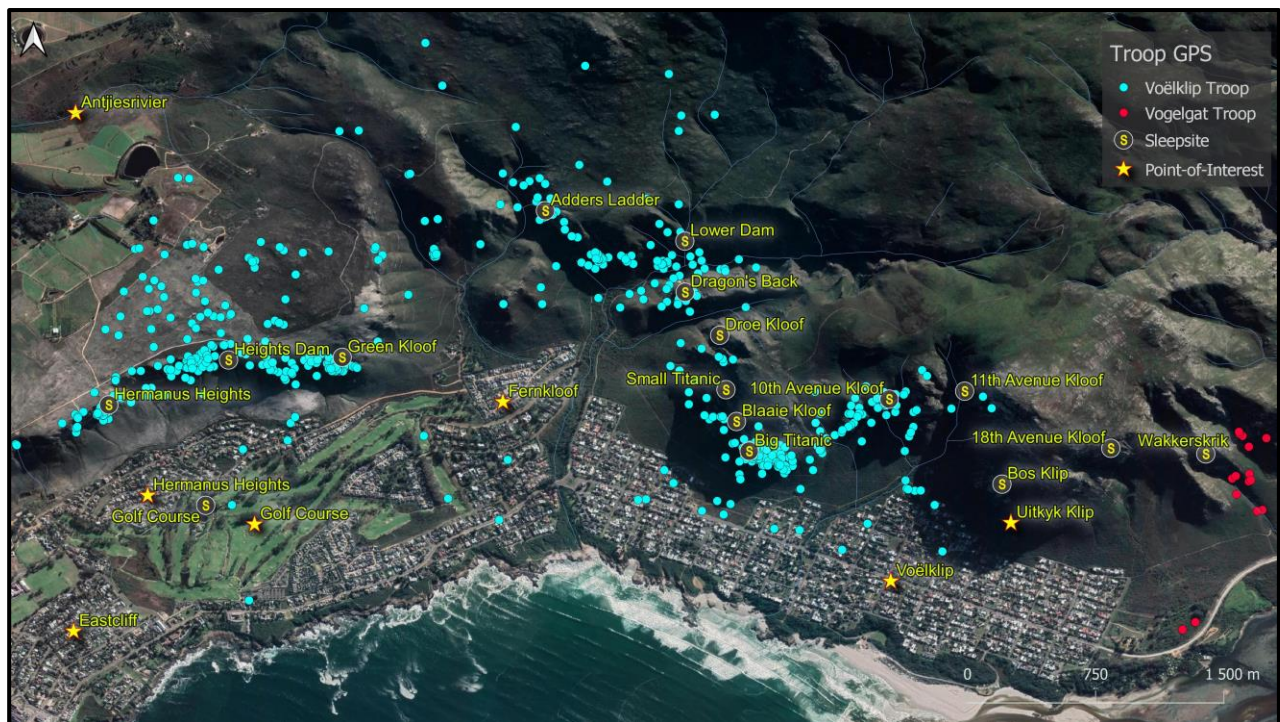 Troop GPS
Voëlklip Troop
Vogelgat Troop
S Sleepsite
Point-of-Interest
Antjiesrivier
Adders Ladder
S
Lower Dam
S
Dragon's Back
S
Droe Kloof
S
Heights Dam
S
Green Kloof
S
Small Titanic
S
10th Avenue Kloof
S
11th Avenue Kloof
S
Hermanus Heights
S
Fernkloof
Blaaie Kloof
S
Big Titanic
S
18th Avenue Kloof
S
Wakkerskrik
S
Hermanus Heights
Bos Klip
S
Golf Course
S
Golf Course
Uitkyk Klip
Voëlklip
Eastcliff
0 750 1 500 m